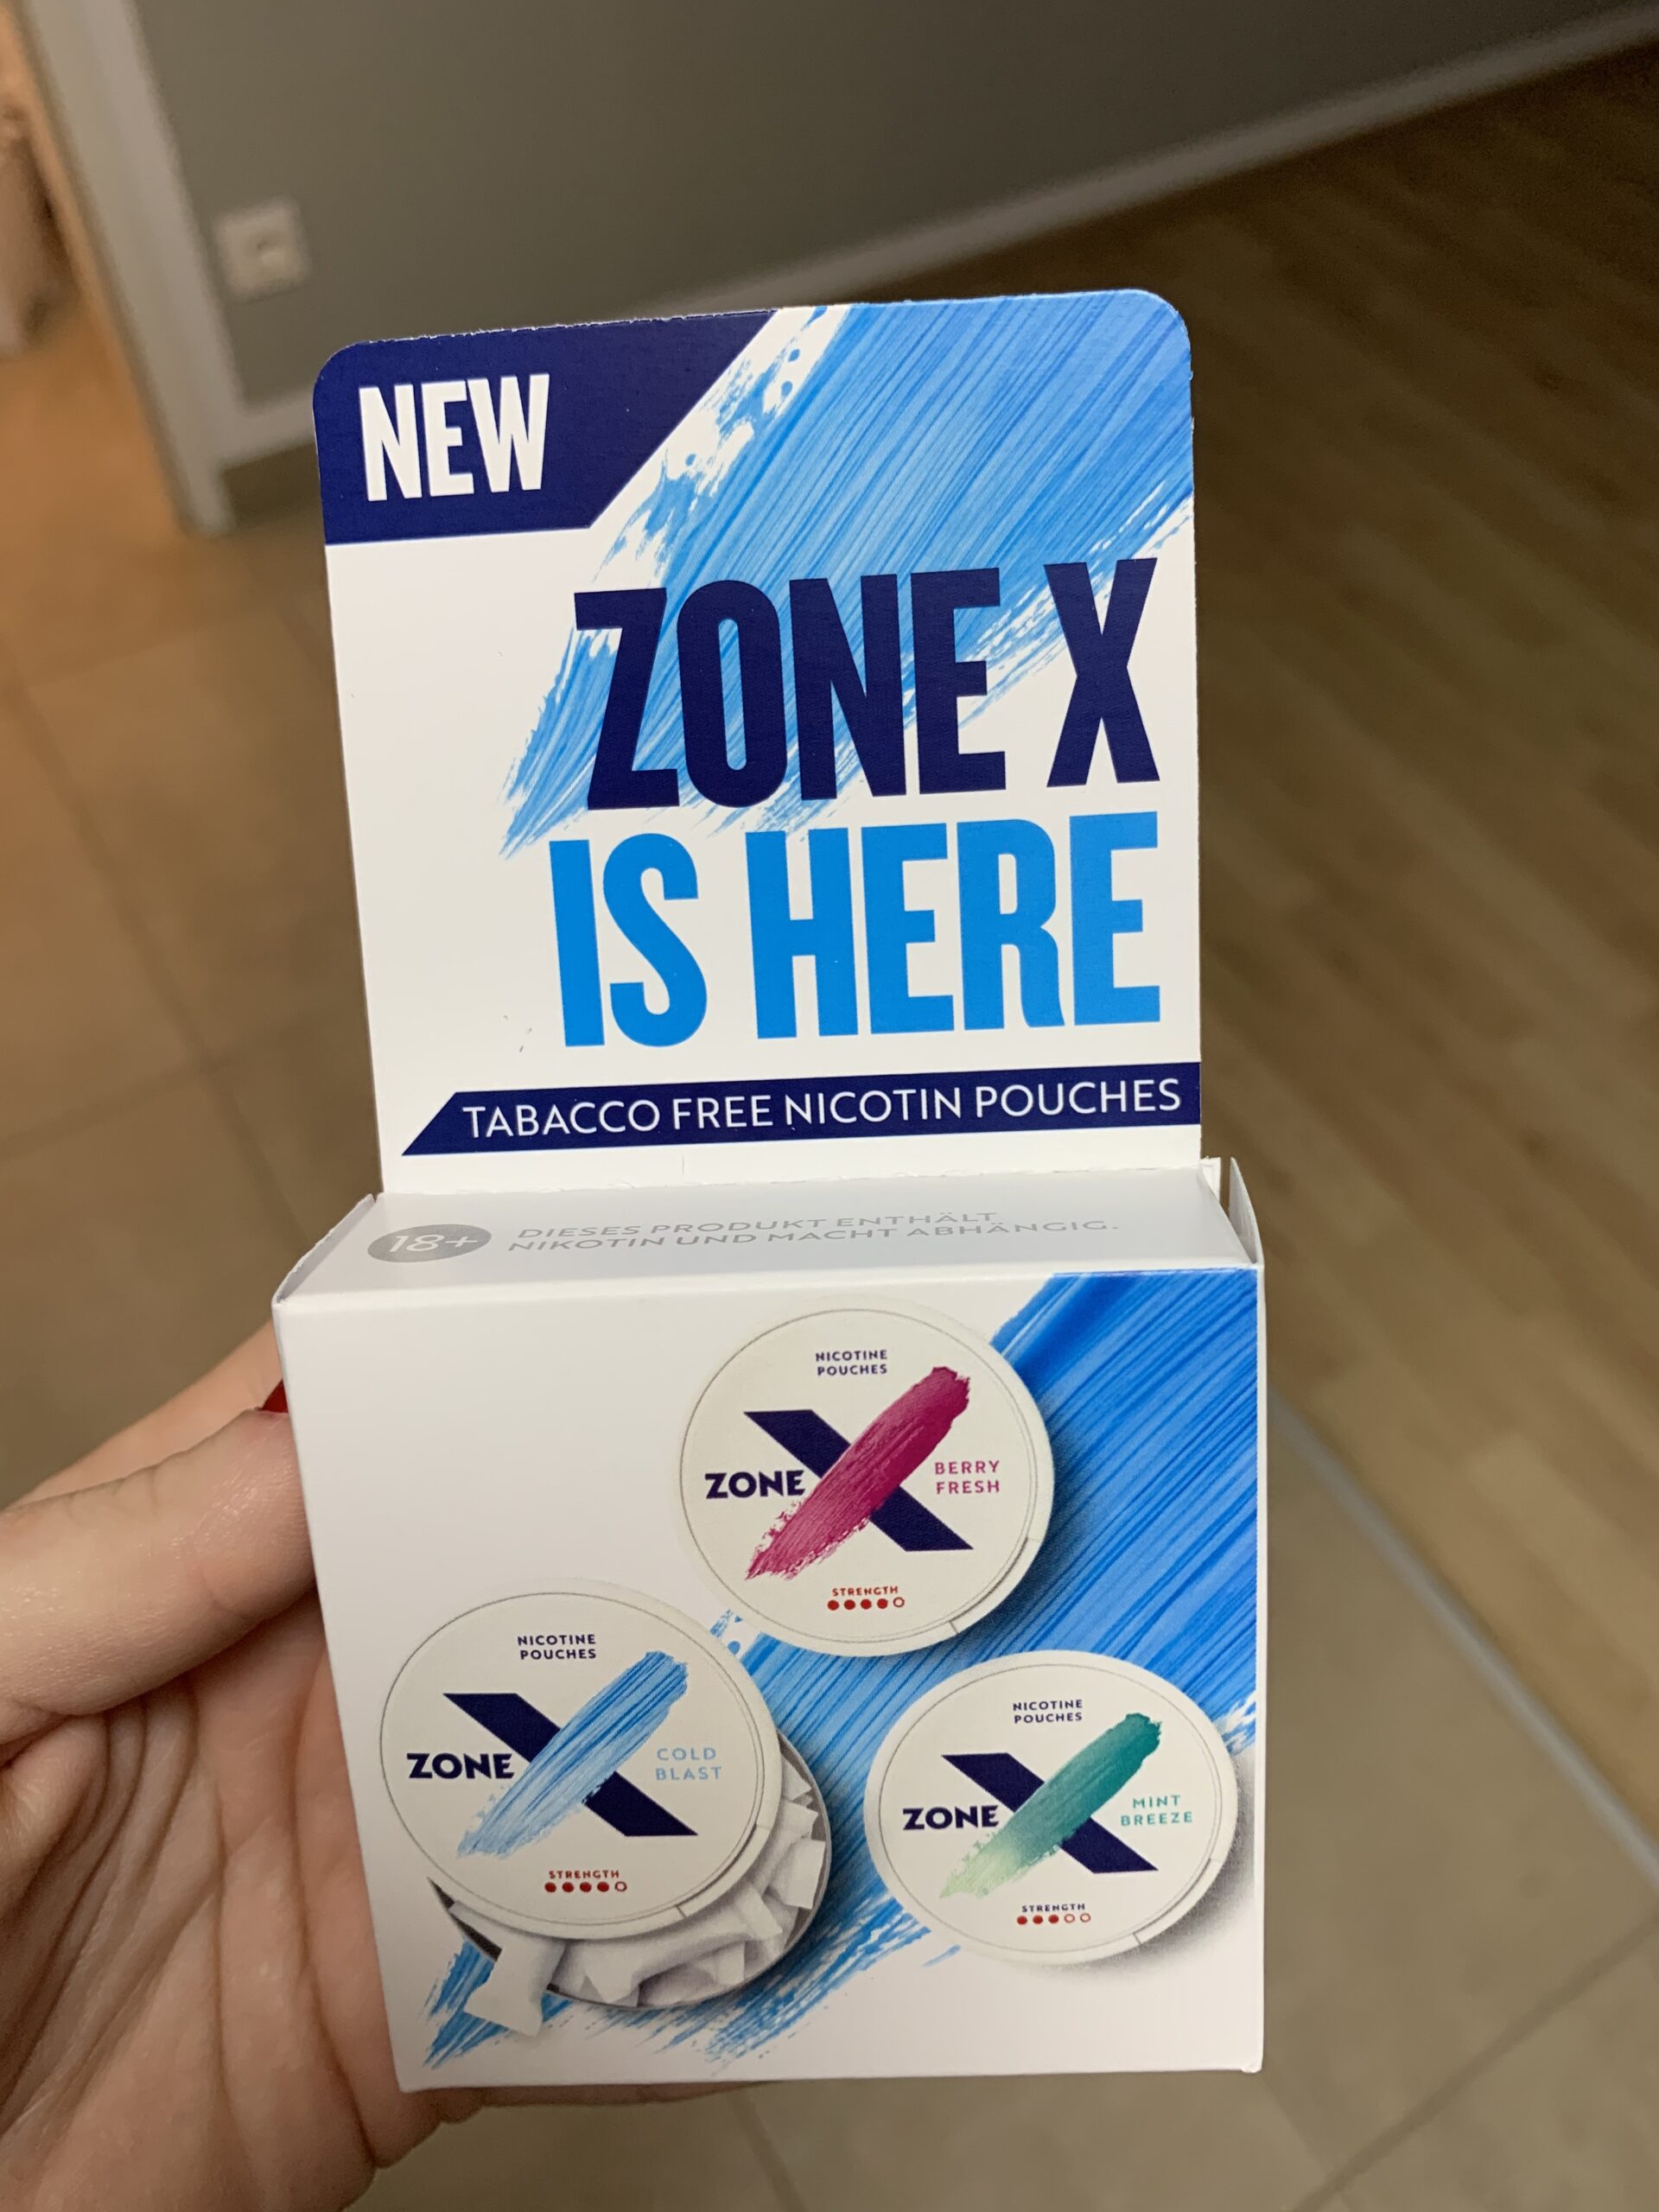 NEW
ZONE X
IS HERE
TABACCO FREE NICOTIN POUCHES
18+
DIESES PRODUKT ENTHÄLT
NIKOTIN UND MACHT ABHÄNGIG.
NICOTINE
POUCHES
ZONE X
BERRY
FRESH
STRENGTH
NICOTINE
POUCHES
ZONE X
COLD
BLAST
STRENGTH
NICOTINE
POUCHES
ZONE X
MINT
BREEZE
STRENGTH